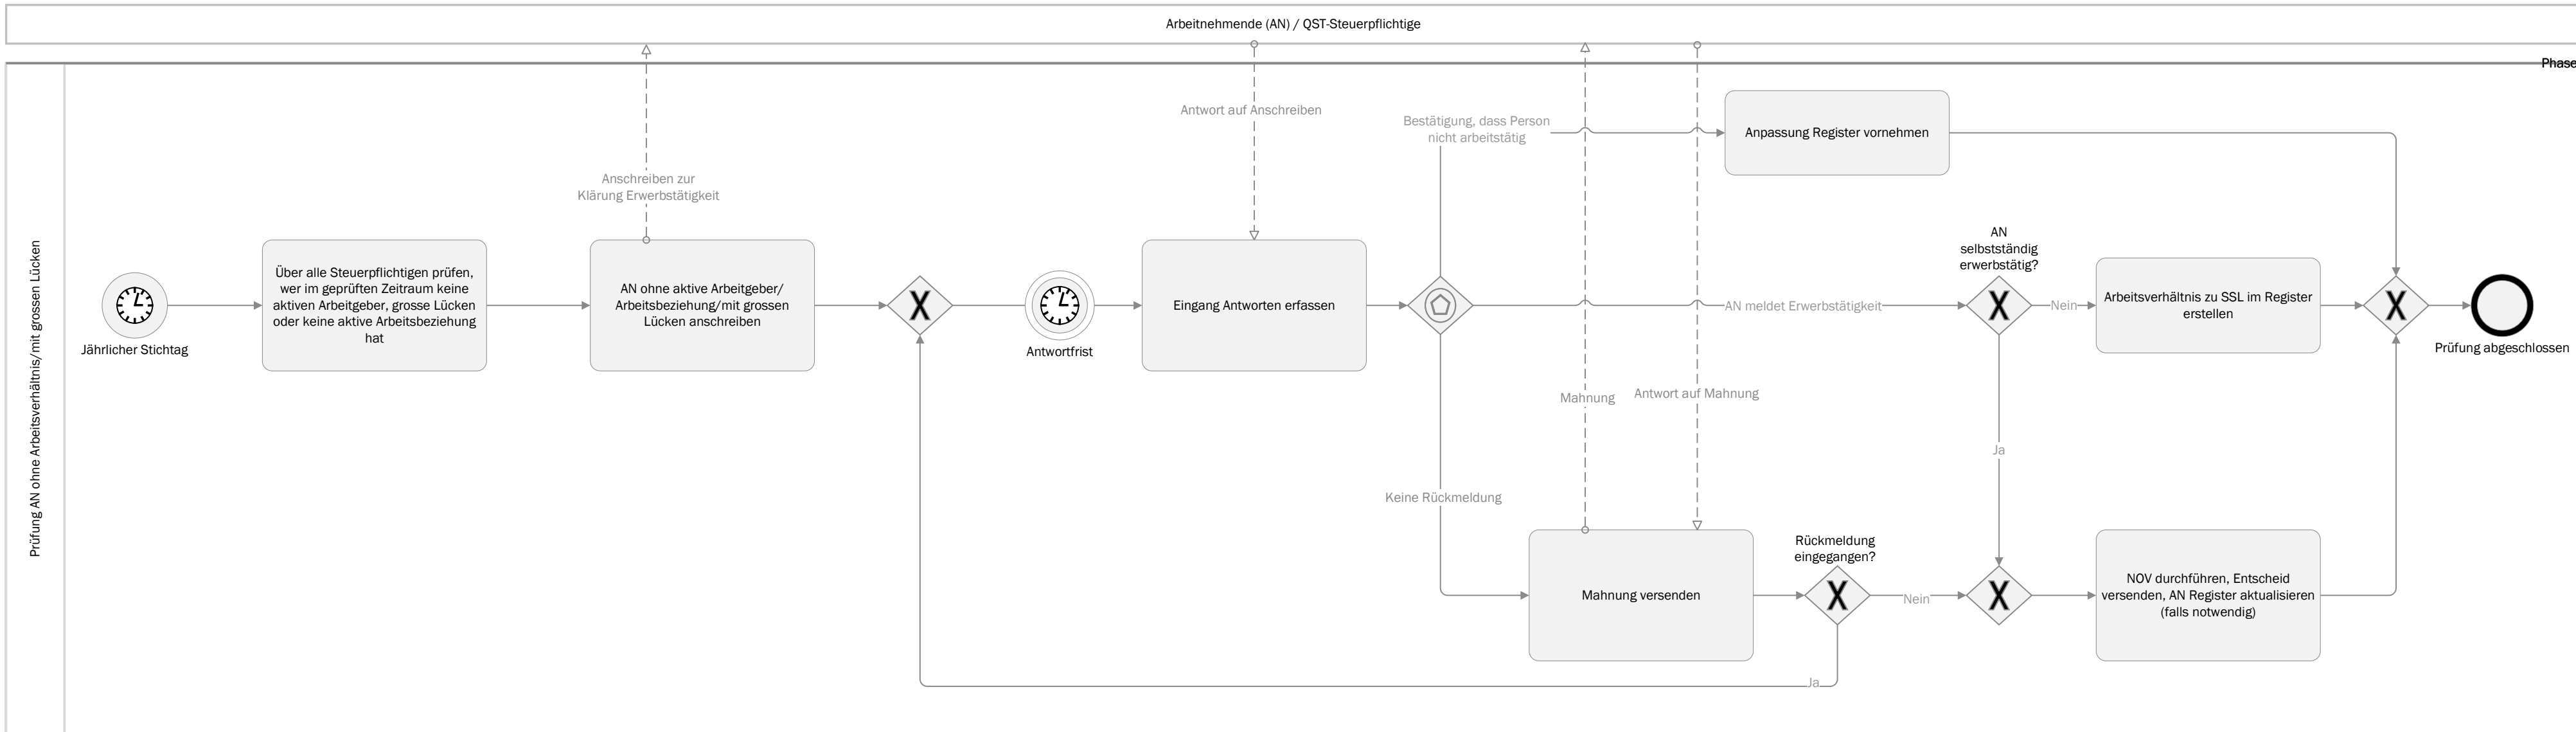 Arbeitnehmende (AN) / QST-Steuerpflichtige
Phase
Prüfung AN ohne Arbeitsverhältnis/mit grossen Lücken
Jährlicher Stichtag
Über alle Steuerpflichtigen prüfen,
wer im geprüften Zeitraum keine
aktiven Arbeitgeber, grosse Lücken
oder keine aktive Arbeitsbeziehung
hat
Anschreiben zur
Klärung Erwerbstätigkeit
AN ohne aktive Arbeitgeber/
Arbeitsbeziehung/mit grossen
Lücken anschreiben
X
Antwortfrist
Antwort auf Anschreiben
Eingang Antworten erfassen
Bestätigung, dass Person
nicht arbeitstätig
Anpassung Register vornehmen
AN meldet Erwerbstätigkeit
AN
selbstständig
erwerbstätig?
X
Nein
Arbeitsverhältnis zu SSL im Register
erstellen
X
Prüfung abgeschlossen
Mahnung
Antwort auf Mahnung
Ja
Keine Rückmeldung
Mahnung versenden
Rückmeldung
eingegangen?
X
Nein
X
NOV durchführen, Entscheid
versenden, AN Register aktualisieren
(falls notwendig)
Ja